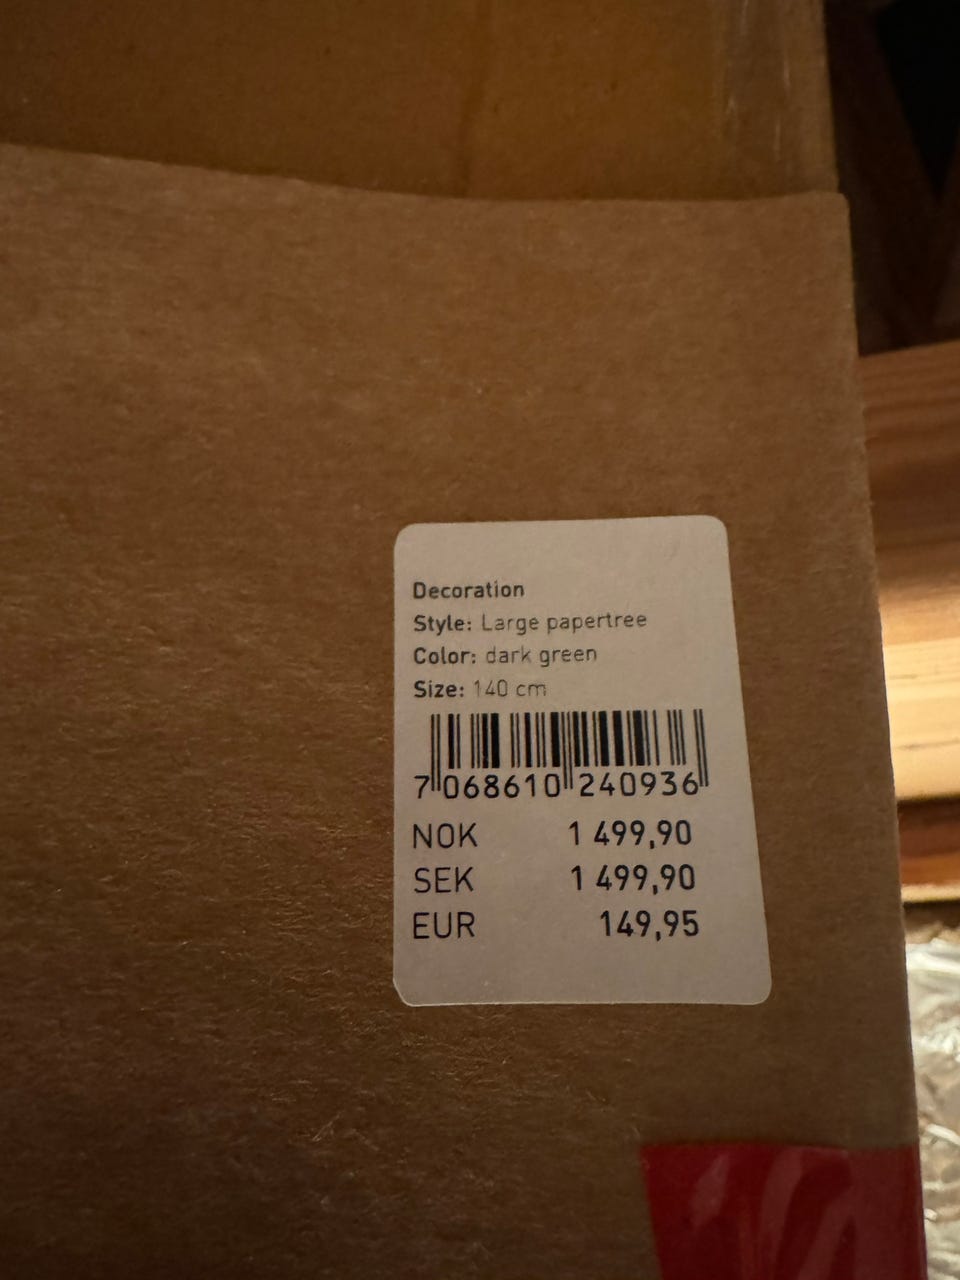 Decoration
Style: Large papertree
Color: dark green
Size: 140 cm
7 068610 240936
NOK 1 499,90
SEK 1 499,90
EUR 149,95